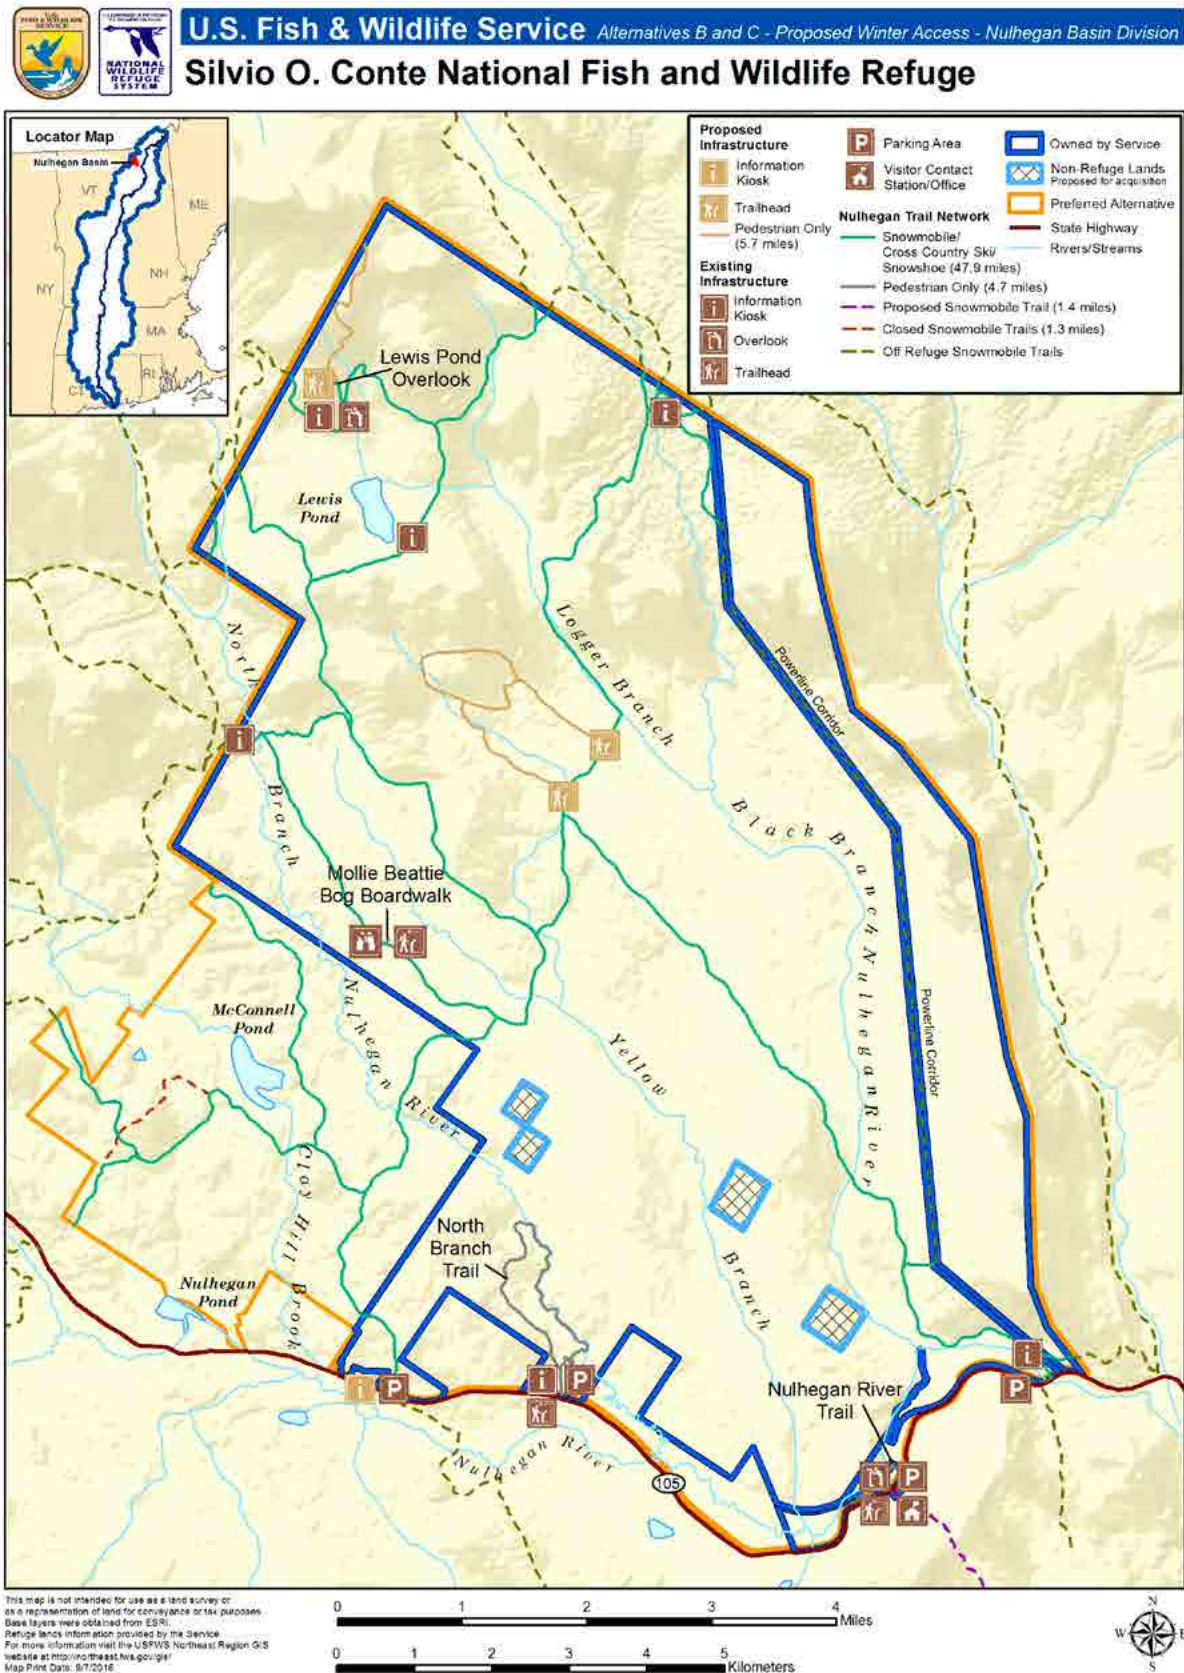 U.S. Fish & Wildlife Service Alternatives B and C - Proposed Winter Access - Nulhegan Basin Division
Silvio O. Conte National Fish and Wildlife Refuge
NATIONAL
WILDLIFE
REFUGE
SYSTEM
Locator Map
Nulhegan Basin
VT
ME
NH
NY
MA
CT
RI
Proposed
Infrastructure
Information
Kiosk
Trailhead
Pedestrian Only
(5.7 miles)
Existing
Infrastructure
Information
Kiosk
Overlook
Trailhead
P
Parking Area
Visitor Contact
Station/Office
Nulhegan Trail Network
Snowmobile/
Cross Country Ski/
Snowshoe (47.9 miles)
Pedestrian Only (4.7 miles)
Proposed Snowmobile Trail (1.4 miles)
Closed Snowmobile Trails (1.3 miles)
Off Refuge Snowmobile Trails
Owned by Service
Non-Refuge Lands
Proposed for acquisition
Preferred Alternative
State Highway
Rivers/Streams
Lewis Pond
Overlook
Lewis
Pond
North
Branch
Nulhegan
River
Logger Branch
Powerline Corridor
Black Branch Nulhegan River
Powerline Corridor
Mollie Beattie
Bog Boardwalk
McConnell
Pond
Yellow
Branch
Clay Hill Brook
North
Branch
Trail
Nulhegan
Pond
P
P
P
Nulhegan River
Trail
P
Nulhegan River
105
This map is not intended for use as a land survey or
as a representation of land for conveyance or tax purposes.
Base layers were obtained from ESRI.
Refuge lands information provided by the Service.
For more information visit the USFWS Northeast Region GIS
website at http://northeast.fws.gov/gis/
Map Print Date: 9/7/2016
0 1 2 3 4
Miles
0 1 2 3 4 5
Kilometers
N
W E
S